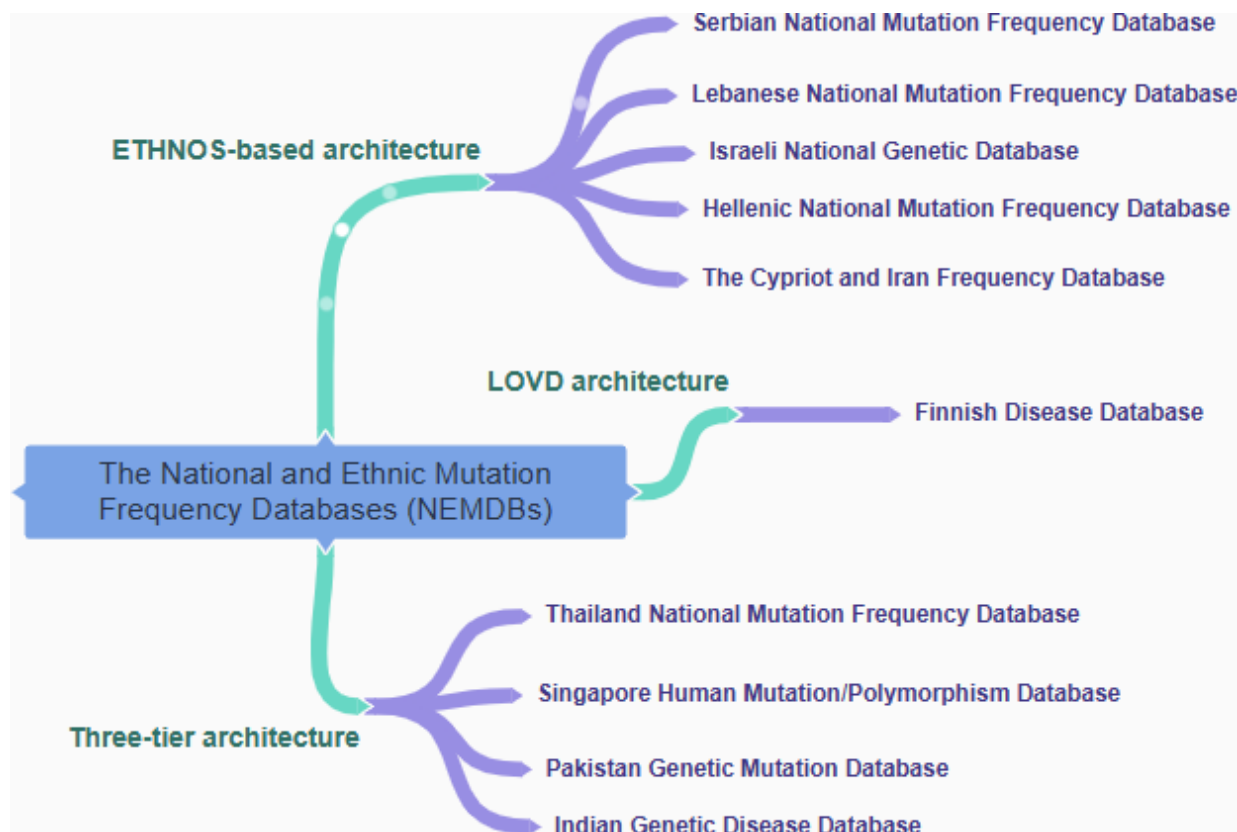 Serbian National Mutation Frequency Database
Lebanese National Mutation Frequency Database
ETHNOS-based architecture
Israeli National Genetic Database
Hellenic National Mutation Frequency Database
The Cypriot and Iran Frequency Database
LOVD architecture
Finnish Disease Database
The National and Ethnic Mutation
Frequency Databases (NEMDBs)
Thailand National Mutation Frequency Database
Singapore Human Mutation/Polymorphism Database
Three-tier architecture
Pakistan Genetic Mutation Database
Indian Genetic Disease Database